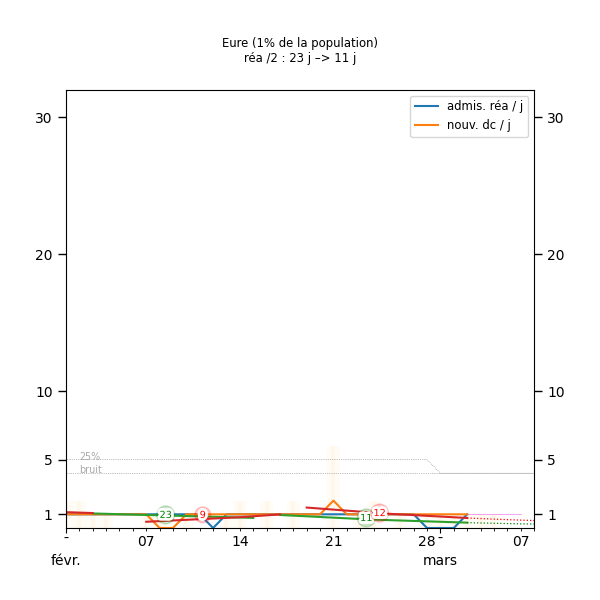 Eure (1% de la population)
réa /2 : 23 j –> 11 j
admis. réa / j
nouv. dc / j
30 30
20 20
10 10
5 5
1 1
25%
bruit
23 9 11 12
- 07 14 21 28 - 07
févr. mars